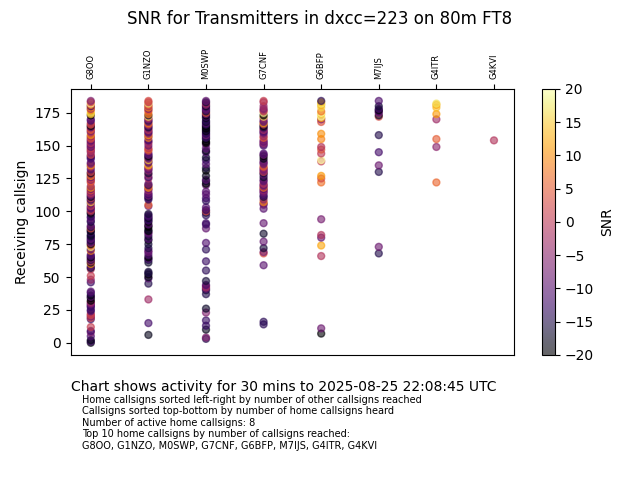 SNR for Transmitters in dxcc=223 on 80m FT8
G8OO G1NZO M0SWP G7CNF G6BFP M7IJS G4ITR G4KVI
175
150
125
100
75
50
25
0
Receiving callsign
20
15
10
5
0
−5
−10
−15
−20
SNR
Chart shows activity for 30 mins to 2025-08-25 22:08:45 UTC
Home callsigns sorted left-right by number of other callsigns reached
Callsigns sorted top-bottom by number of home callsigns heard
Number of active home callsigns: 8
Top 10 home callsigns by number of callsigns reached:
G8OO, G1NZO, M0SWP, G7CNF, G6BFP, M7IJS, G4ITR, G4KVI